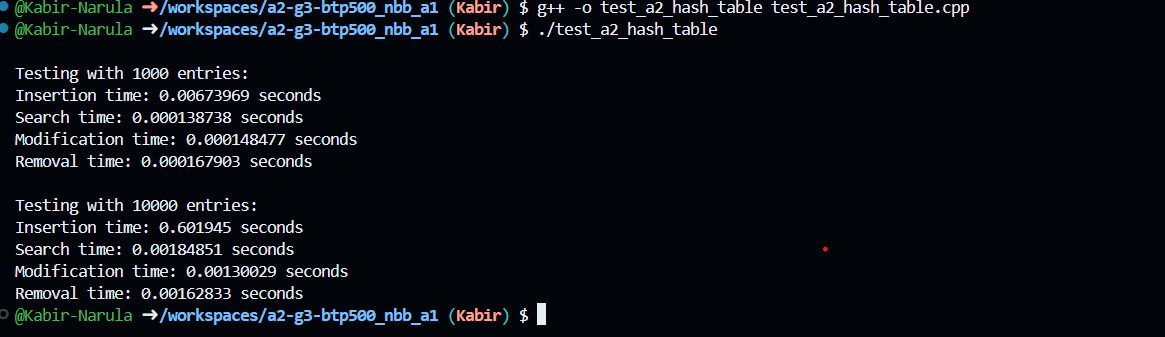 @Kabir-Narula ➜/workspaces/a2-g3-btp500_nbb_a1 (Kabir) $ g++ -o test_a2_hash_table test_a2_hash_table.cpp
@Kabir-Narula ➜/workspaces/a2-g3-btp500_nbb_a1 (Kabir) $ ./test_a2_hash_table
Testing with 1000 entries:
Insertion time: 0.00673969 seconds
Search time: 0.000138738 seconds
Modification time: 0.000148477 seconds
Removal time: 0.000167903 seconds
Testing with 10000 entries:
Insertion time: 0.601945 seconds
Search time: 0.00184851 seconds
Modification time: 0.00130029 seconds
Removal time: 0.00162833 seconds
@Kabir-Narula ➜/workspaces/a2-g3-btp500_nbb_a1 (Kabir) $